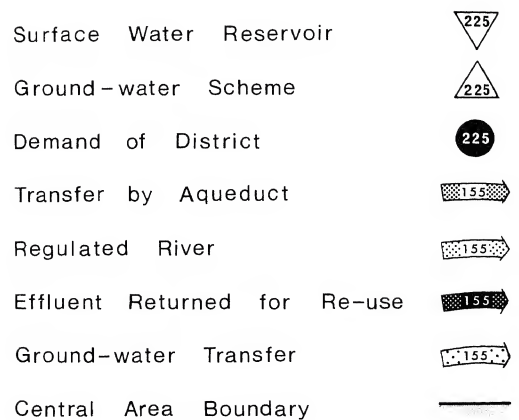 Surface Water Reservoir 225
Ground-water Scheme 225
Demand of District 225
Transfer by Aqueduct 155
Regulated River 155
Effluent Returned for Re-use 155
Ground-water Transfer 155
Central Area Boundary